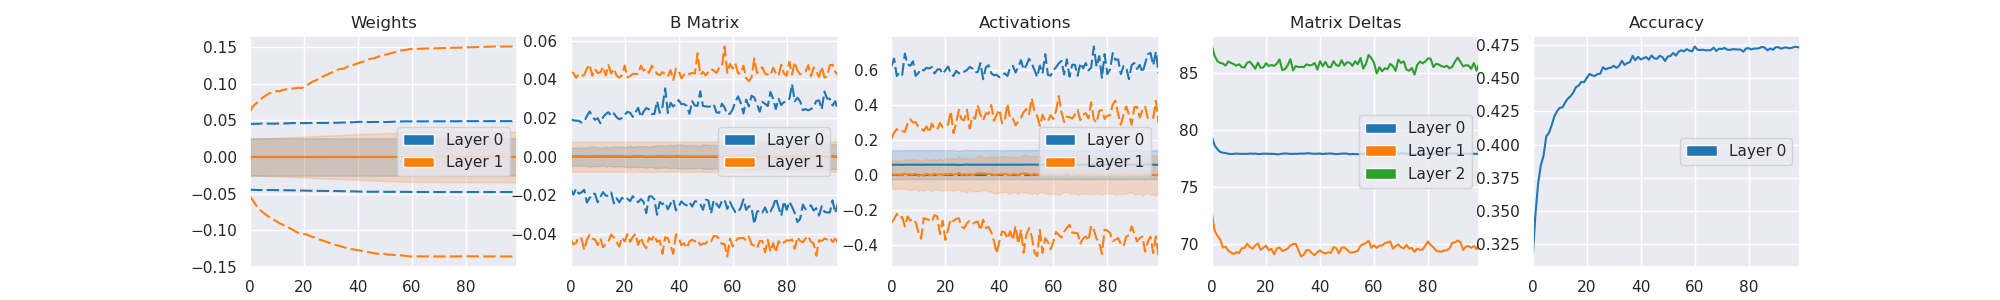 Weights
0.15
0.10
0.05
0.00
−0.05
−0.10
−0.15
0 20 40 60 80
Layer 0
Layer 1
B Matrix
0.06
0.04
0.02
0.00
−0.02
−0.04
0 20 40 60 80
Layer 0
Layer 1
Activations
0.6
0.4
0.2
0.0
−0.2
−0.4
0 20 40 60 80
Layer 0
Layer 1
Matrix Deltas
85
80
75
70
0 20 40 60 80
Layer 0
Layer 1
Layer 2
Accuracy
0.475
0.450
0.425
0.400
0.375
0.350
0.325
0 20 40 60 80
Layer 0